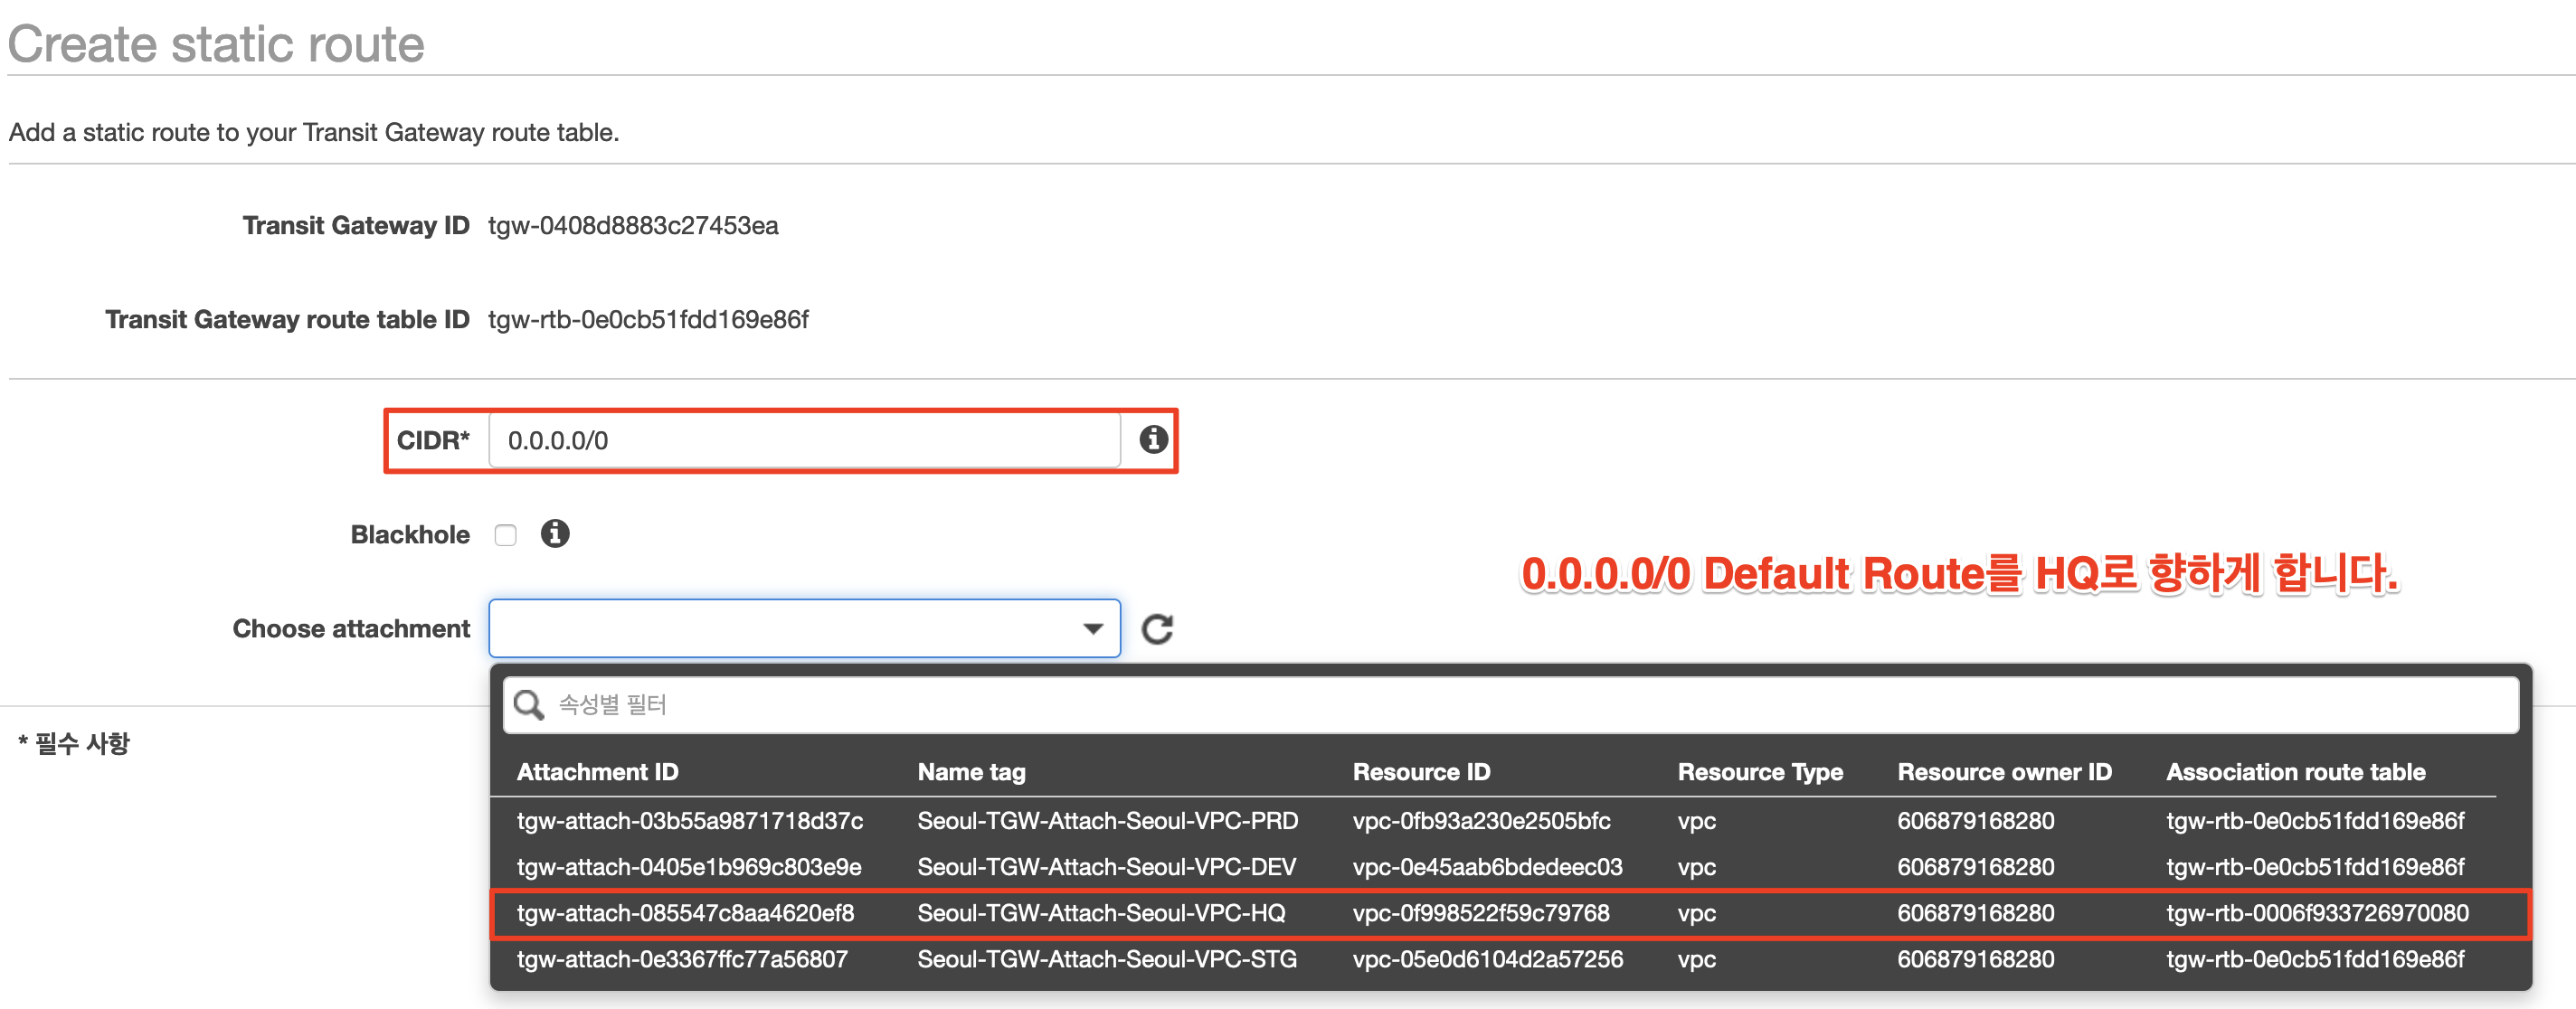 Create static route
Add a static route to your Transit Gateway route table.
Transit Gateway ID tgw-0408d8883c27453ea
Transit Gateway route table ID tgw-rtb-0e0cb51fdd169e86f
CIDR* 0.0.0.0/0
Blackhole
0.0.0.0/0 Default Route를 HQ로 향하게 합니다.
Choose attachment
속성별 필터
* 필수 사항
Attachment ID Name tag Resource ID Resource Type Resource owner ID Association route table
tgw-attach-03b55a9871718d37c Seoul-TGW-Attach-Seoul-VPC-PRD vpc-0fb93a230e2505bfc vpc 606879168280 tgw-rtb-0e0cb51fdd169e86f
tgw-attach-0405e1b969c803e9e Seoul-TGW-Attach-Seoul-VPC-DEV vpc-0e45aab6bdedeec03 vpc 606879168280 tgw-rtb-0e0cb51fdd169e86f
tgw-attach-085547c8aa4620ef8 Seoul-TGW-Attach-Seoul-VPC-HQ vpc-0f998522f59c79768 vpc 606879168280 tgw-rtb-0006f933726970080
tgw-attach-0e3367ffc77a56807 Seoul-TGW-Attach-Seoul-VPC-STG vpc-05e0d6104d2a57256 vpc 606879168280 tgw-rtb-0e0cb51fdd169e86f